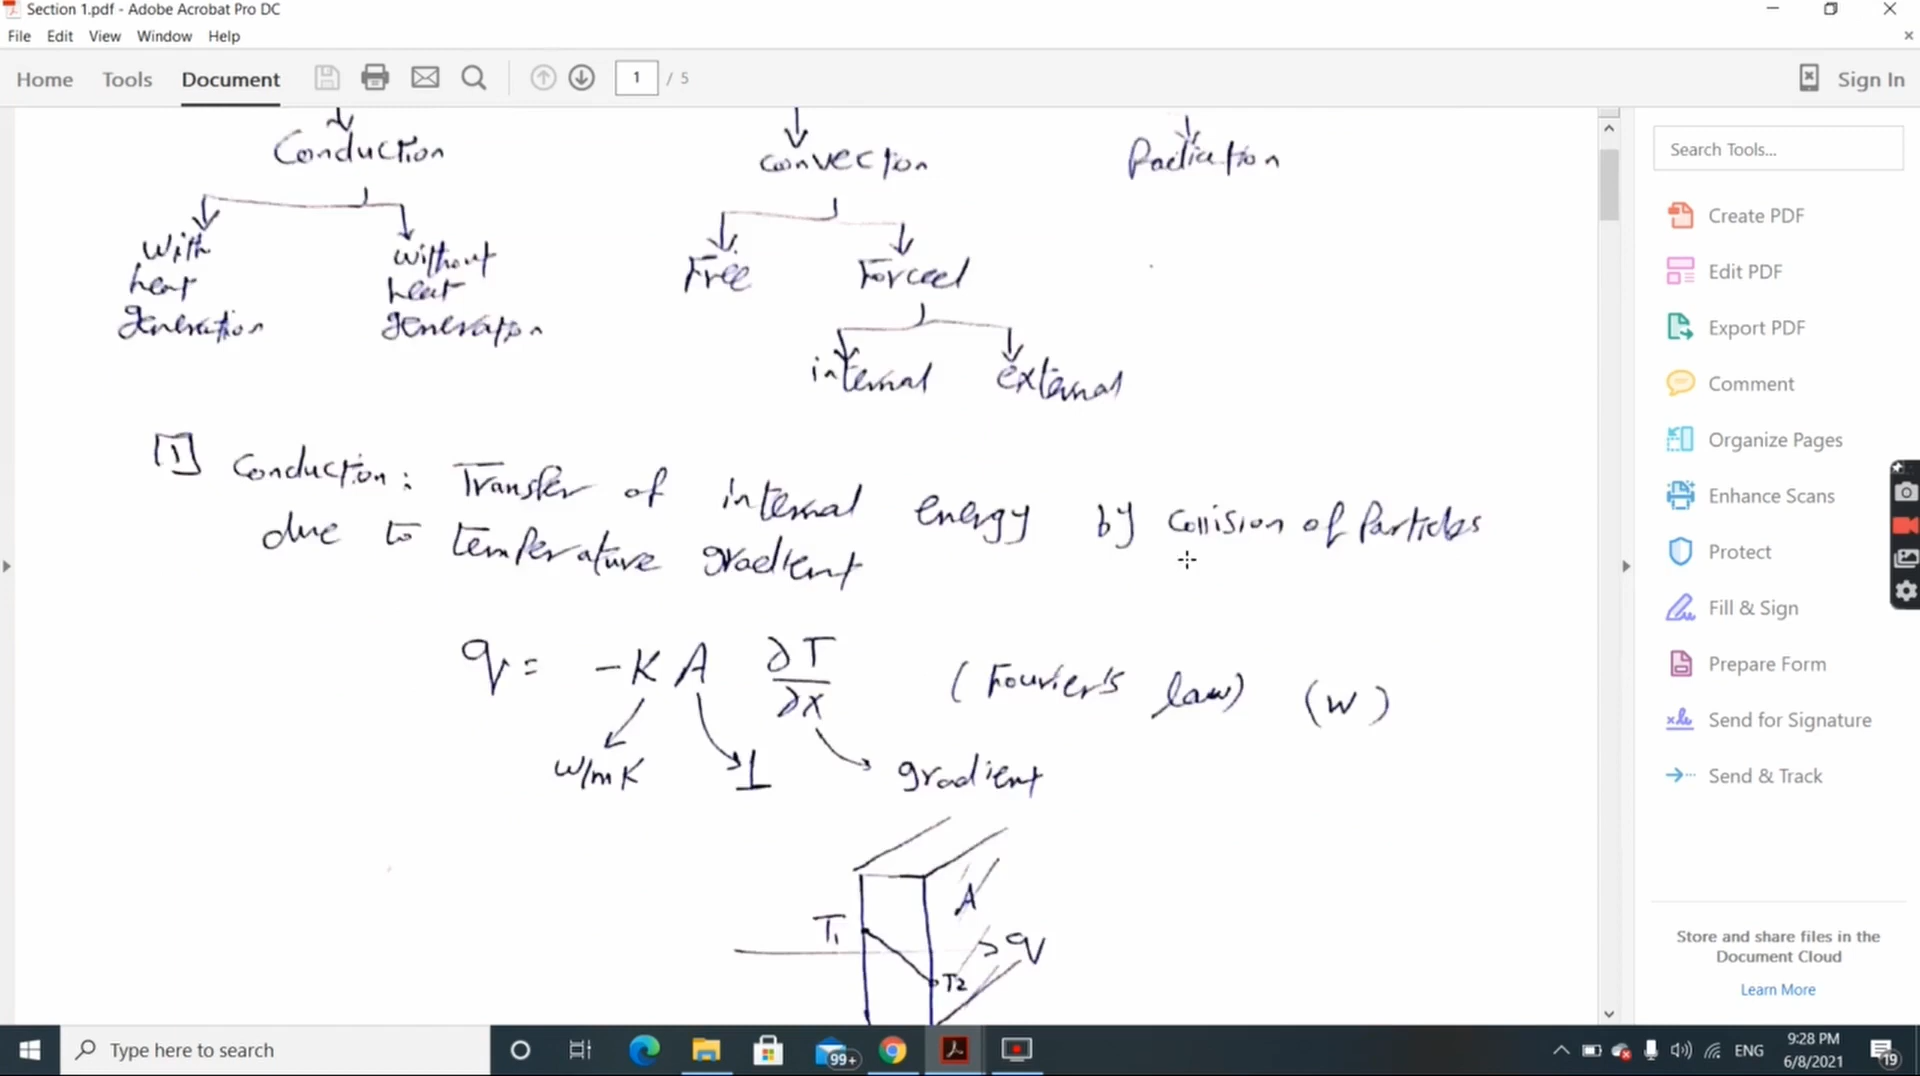 Section 1.pdf - Adobe Acrobat Pro DC
File Edit View Window Help
Home Tools Document 1 / 5 Sign In
Conduction convection Radiation
With heat generation
without heat generation
Free Forced
internal external
[1] Conduction: Transfer of internal energy by collision of Particles
due to temperature gradient
q = -K A ∂T/∂x (Fourier's law) (W)
W/mK ⊥ gradient
A
T1 q
T2
Search Tools...
Create PDF
Edit PDF
Export PDF
Comment
Organize Pages
Enhance Scans
Protect
Fill & Sign
Prepare Form
Send for Signature
Send & Track
Store and share files in the
Document Cloud
Learn More
Type here to search
99+
ENG
9:28 PM
6/8/2021
19